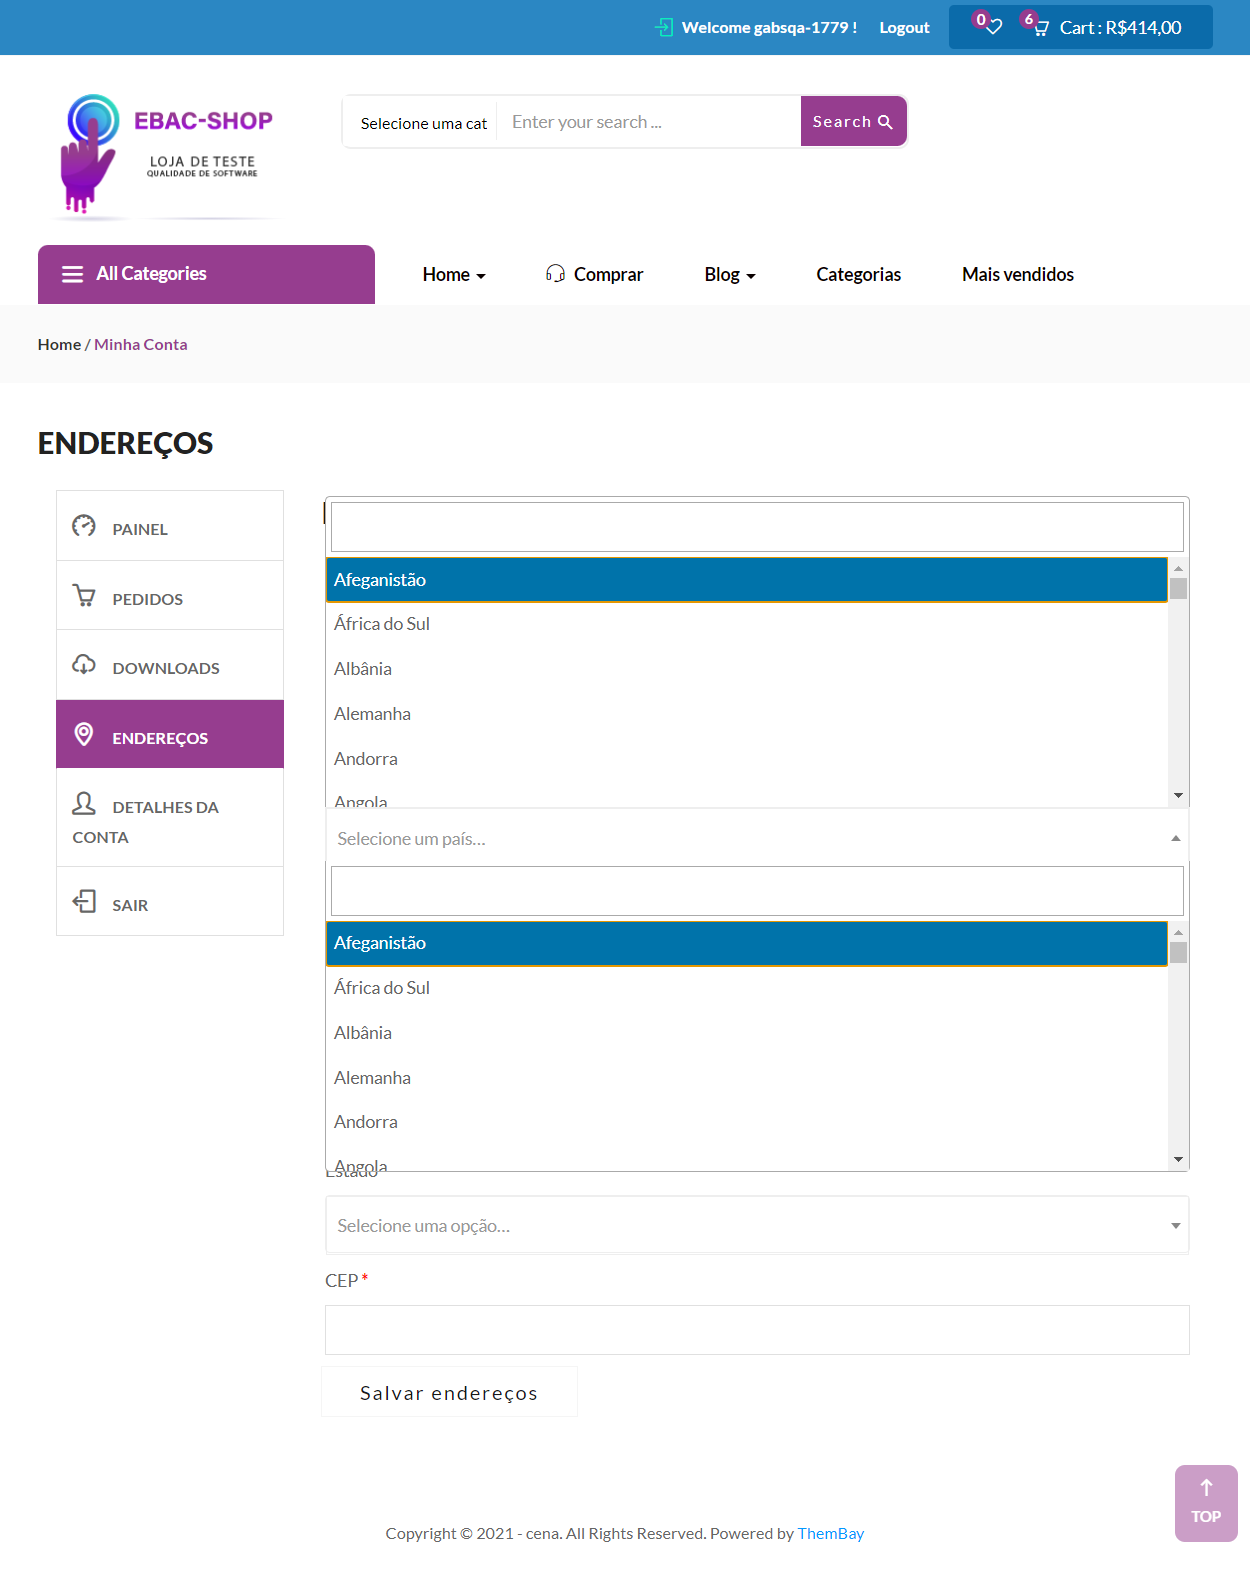 Welcome gabsqa-1779 !
Logout
0
6
Cart : R$414,00
EBAC-SHOP
LOJA DE TESTE
QUALIDADE DE SOFTWARE
Selecione uma cat
Enter your search ...
Search
All Categories
Home
Comprar
Blog
Categorias
Mais vendidos
Home / Minha Conta
ENDEREÇOS
PAINEL
PEDIDOS
DOWNLOADS
ENDEREÇOS
DETALHES DA
CONTA
SAIR
Afeganistão
África do Sul
Albânia
Alemanha
Andorra
Angola
Selecione um país…
Afeganistão
África do Sul
Albânia
Alemanha
Andorra
Angola
Estado
Selecione uma opção…
CEP *
Salvar endereços
TOP
Copyright © 2021 - cena. All Rights Reserved. Powered by ThemBay